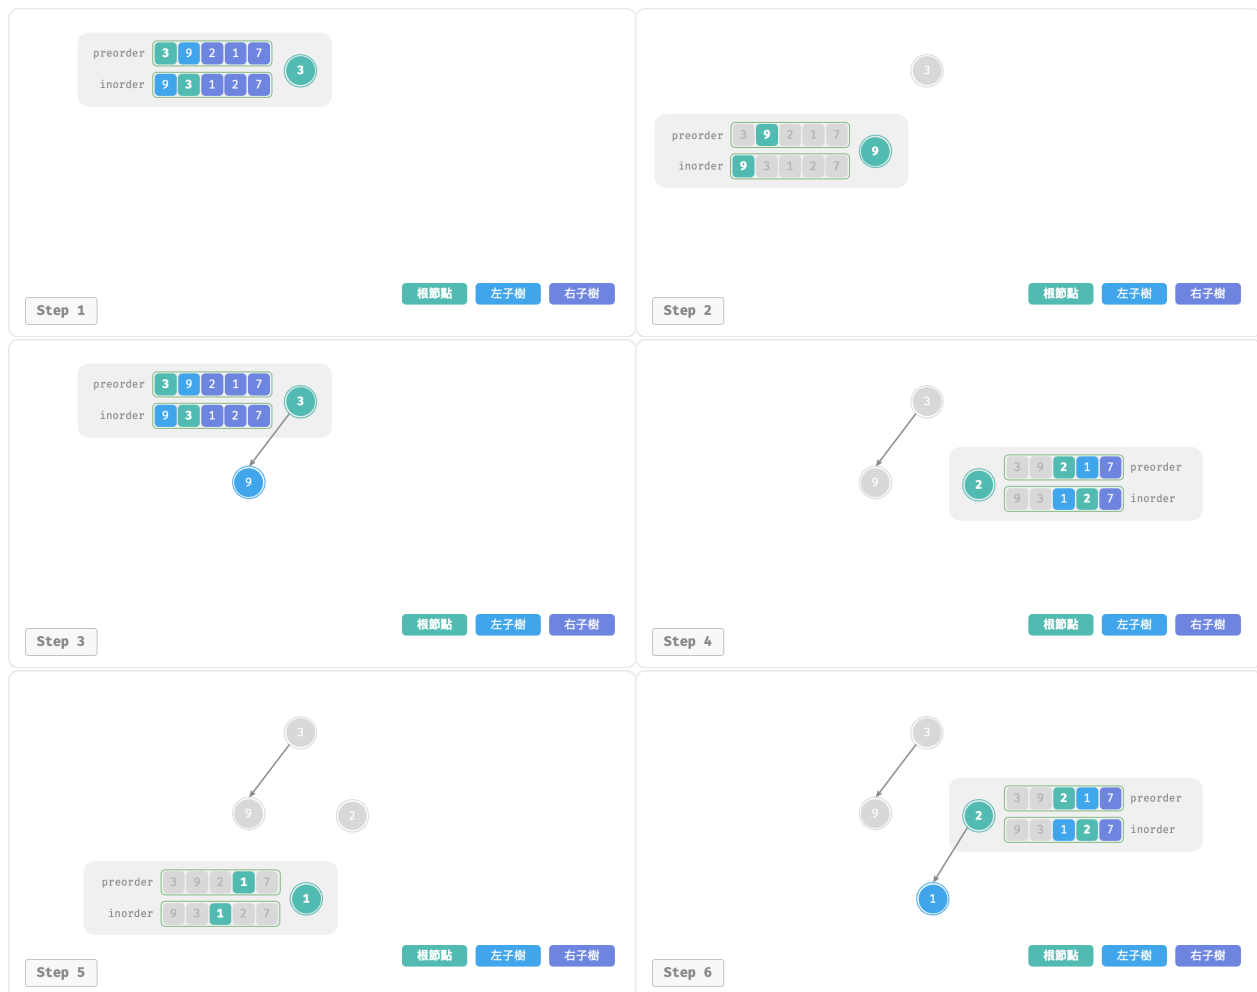 preorder 3 9 2 1 7
inorder 9 3 1 2 7
3
根節點 左子樹 右子樹
Step 1
3
preorder 3 9 2 1 7
inorder 9 3 1 2 7
9
根節點 左子樹 右子樹
Step 2
preorder 3 9 2 1 7
inorder 9 3 1 2 7
3
9
根節點 左子樹 右子樹
Step 3
3
9
2
3 9 2 1 7 preorder
9 3 1 2 7 inorder
根節點 左子樹 右子樹
Step 4
3
9 2
preorder 3 9 2 1 7
inorder 9 3 1 2 7
1
根節點 左子樹 右子樹
Step 5
3
9
2
3 9 2 1 7 preorder
9 3 1 2 7 inorder
1
根節點 左子樹 右子樹
Step 6